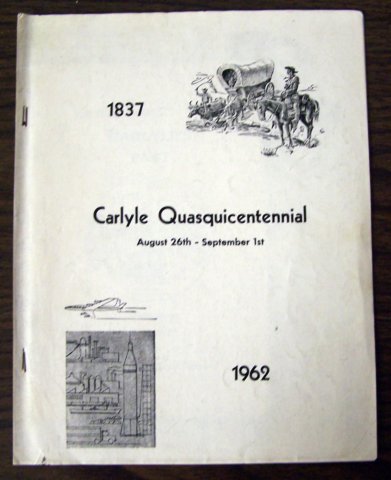 1837
Carlyle Quasquicentennial
August 26th - September 1st
1962